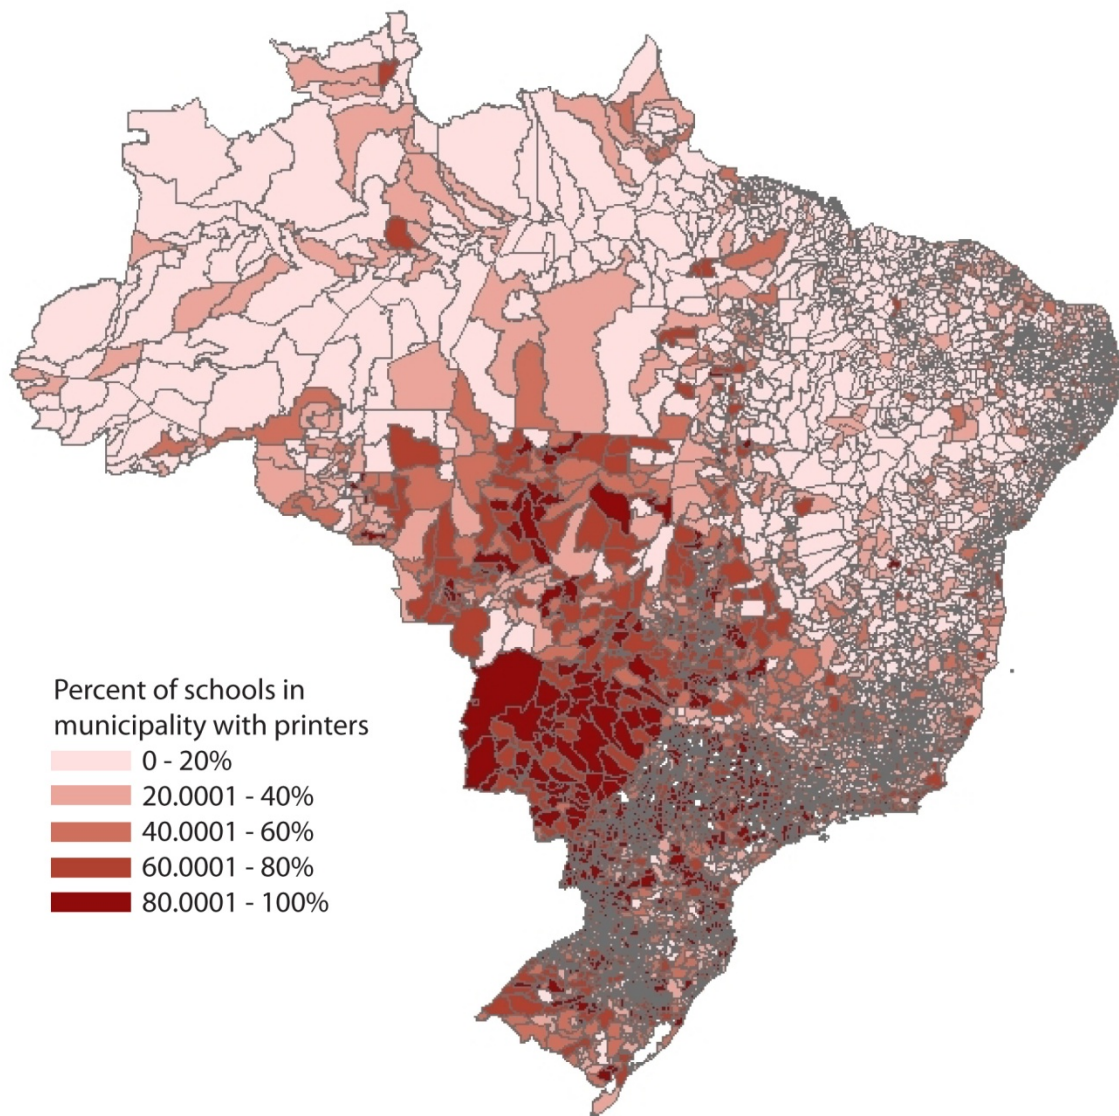 Percent of schools in
municipality with printers
0 - 20%
20.0001 - 40%
40.0001 - 60%
60.0001 - 80%
80.0001 - 100%